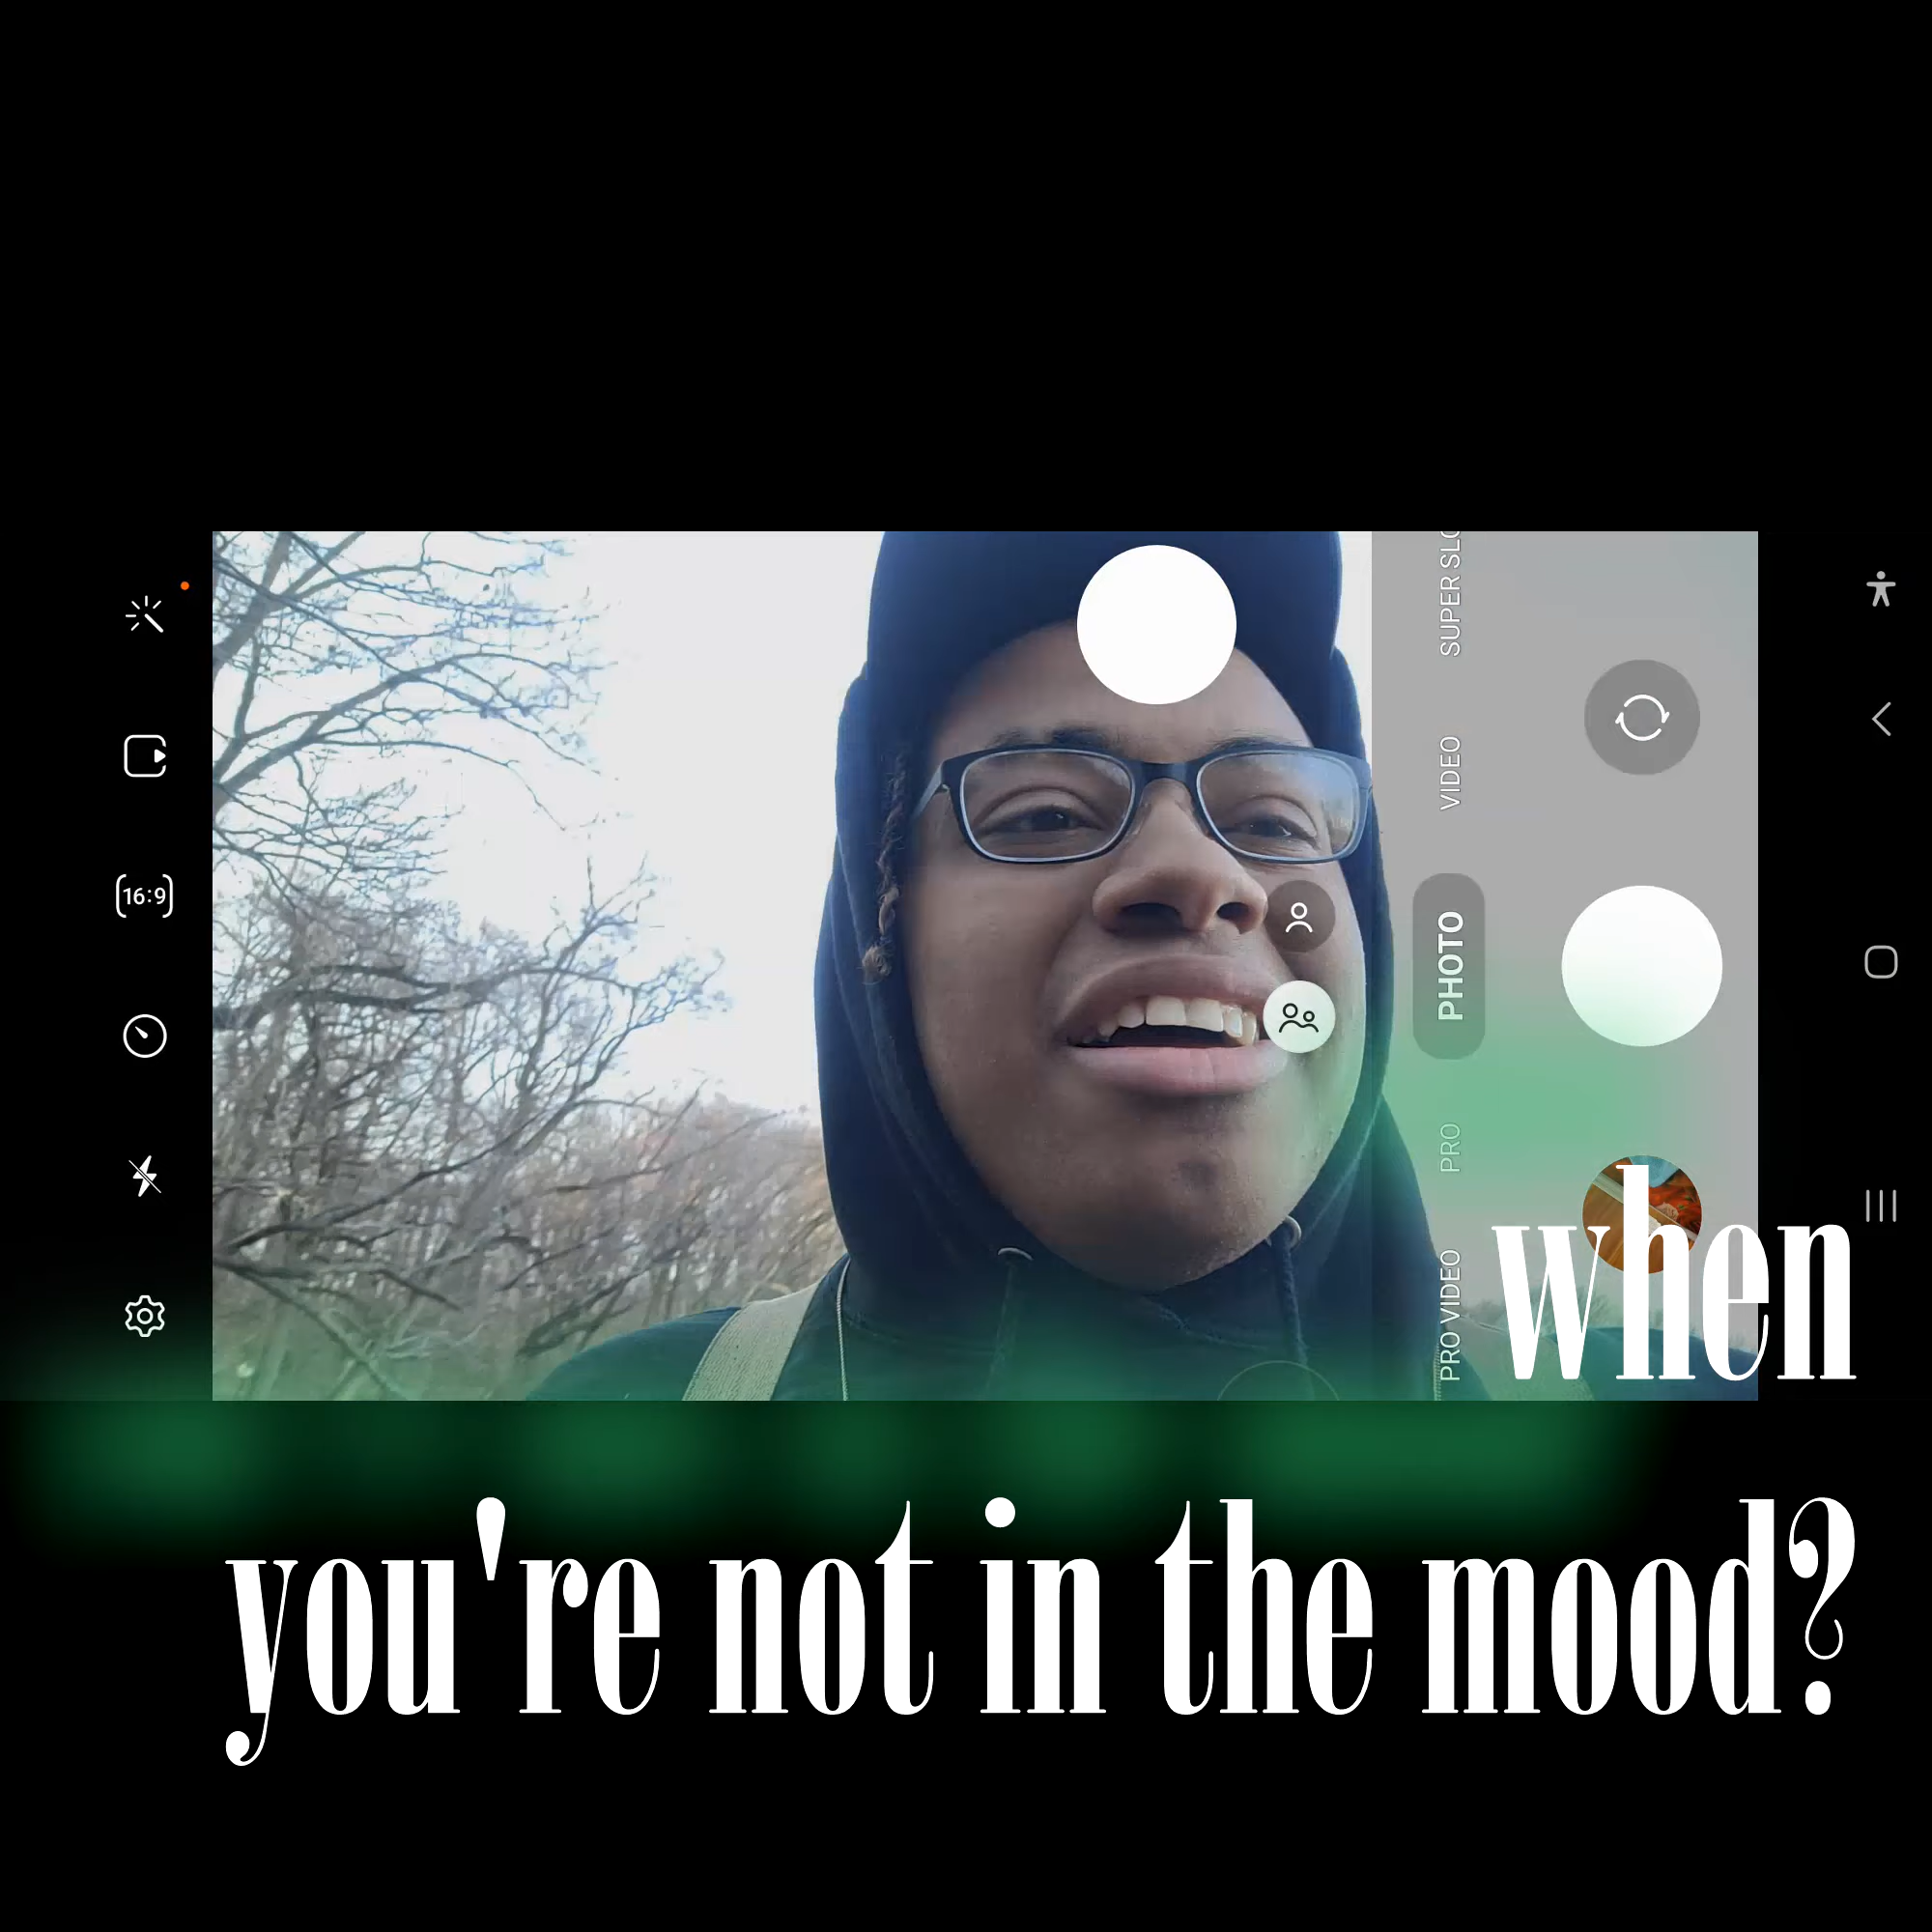 SUPER SLO
VIDEO
PHOTO
PRO
PRO VIDEO
16:9
when
you're not in the mood?